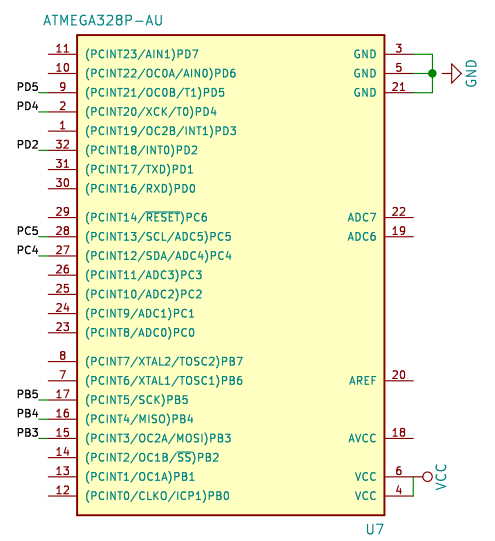 ATMEGA328P-AU
11 (PCINT23/AIN1)PD7 GND 3
10 (PCINT22/OC0A/AIN0)PD6 GND 5 GND
PD5 9 (PCINT21/OC0B/T1)PD5 GND 21
PD4 2 (PCINT20/XCK/T0)PD4
1 (PCINT19/OC2B/INT1)PD3
PD2 32 (PCINT18/INT0)PD2
31 (PCINT17/TXD)PD1
30 (PCINT16/RXD)PD0
29 (PCINT14/RESET)PC6 ADC7 22
PC5 28 (PCINT13/SCL/ADC5)PC5 ADC6 19
PC4 27 (PCINT12/SDA/ADC4)PC4
26 (PCINT11/ADC3)PC3
25 (PCINT10/ADC2)PC2
24 (PCINT9/ADC1)PC1
23 (PCINT8/ADC0)PC0
8 (PCINT7/XTAL2/TOSC2)PB7
7 (PCINT6/XTAL1/TOSC1)PB6 AREF 20
PB5 17 (PCINT5/SCK)PB5
PB4 16 (PCINT4/MISO)PB4
PB3 15 (PCINT3/OC2A/MOSI)PB3 AVCC 18
14 (PCINT2/OC1B/SS)PB2
13 (PCINT1/OC1A)PB1 VCC 6 VCC
12 (PCINT0/CLKO/ICP1)PB0 VCC 4
U7